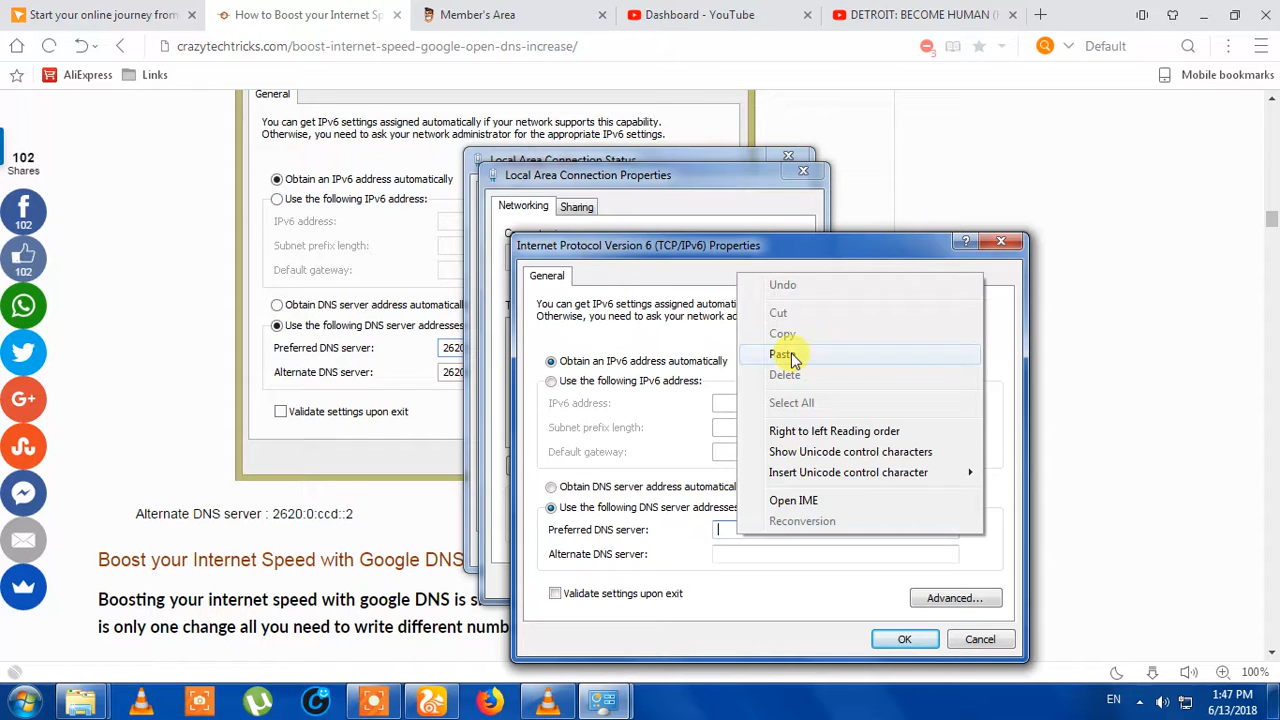 Start your online journey from
How to Boost your Internet Sp
Member's Area
Dashboard - YouTube
DETROIT: BECOME HUMAN (
crazytechtricks.com/boost-internet-speed-google-open-dns-increase/
3
Default
AliExpress
Links
Mobile bookmarks
General
You can get IPv6 settings assigned automatically if your network supports this capability.
Otherwise, you need to ask your network administrator for the appropriate IPv6 settings.
Obtain an IPv6 address automatically
Use the following IPv6 address:
IPv6 address:
Subnet prefix length:
Default gateway:
Obtain DNS server address automatically
Use the following DNS server addresses
Preferred DNS server: 2620
Alternate DNS server: 2620
Validate settings upon exit
102
Shares
102
Alternate DNS server : 2620:0:ccd::2
Boost your Internet Speed with Google DNS
Boosting your internet speed with google DNS is
is only one change all you need to write different
Local Area Connection Status
Local Area Connection Properties
Networking
Sharing
Internet Protocol Version 6 (TCP/IPv6) Properties
General
You can get IPv6 settings assigned
Otherwise, you need to ask your network
Obtain an IPv6 address automatically
Use the following IPv6 address:
IPv6 address:
Subnet prefix length:
Default gateway:
Obtain DNS server address
Use the following DNS server addresses
Preferred DNS server:
Alternate DNS server:
Validate settings upon exit
Advanced...
OK
Cancel
Undo
Cut
Copy
Paste
Delete
Select All
Right to left Reading order
Show Unicode control characters
Insert Unicode control character
Open IME
Reconversion
100%
EN
1:47 PM
6/13/2018